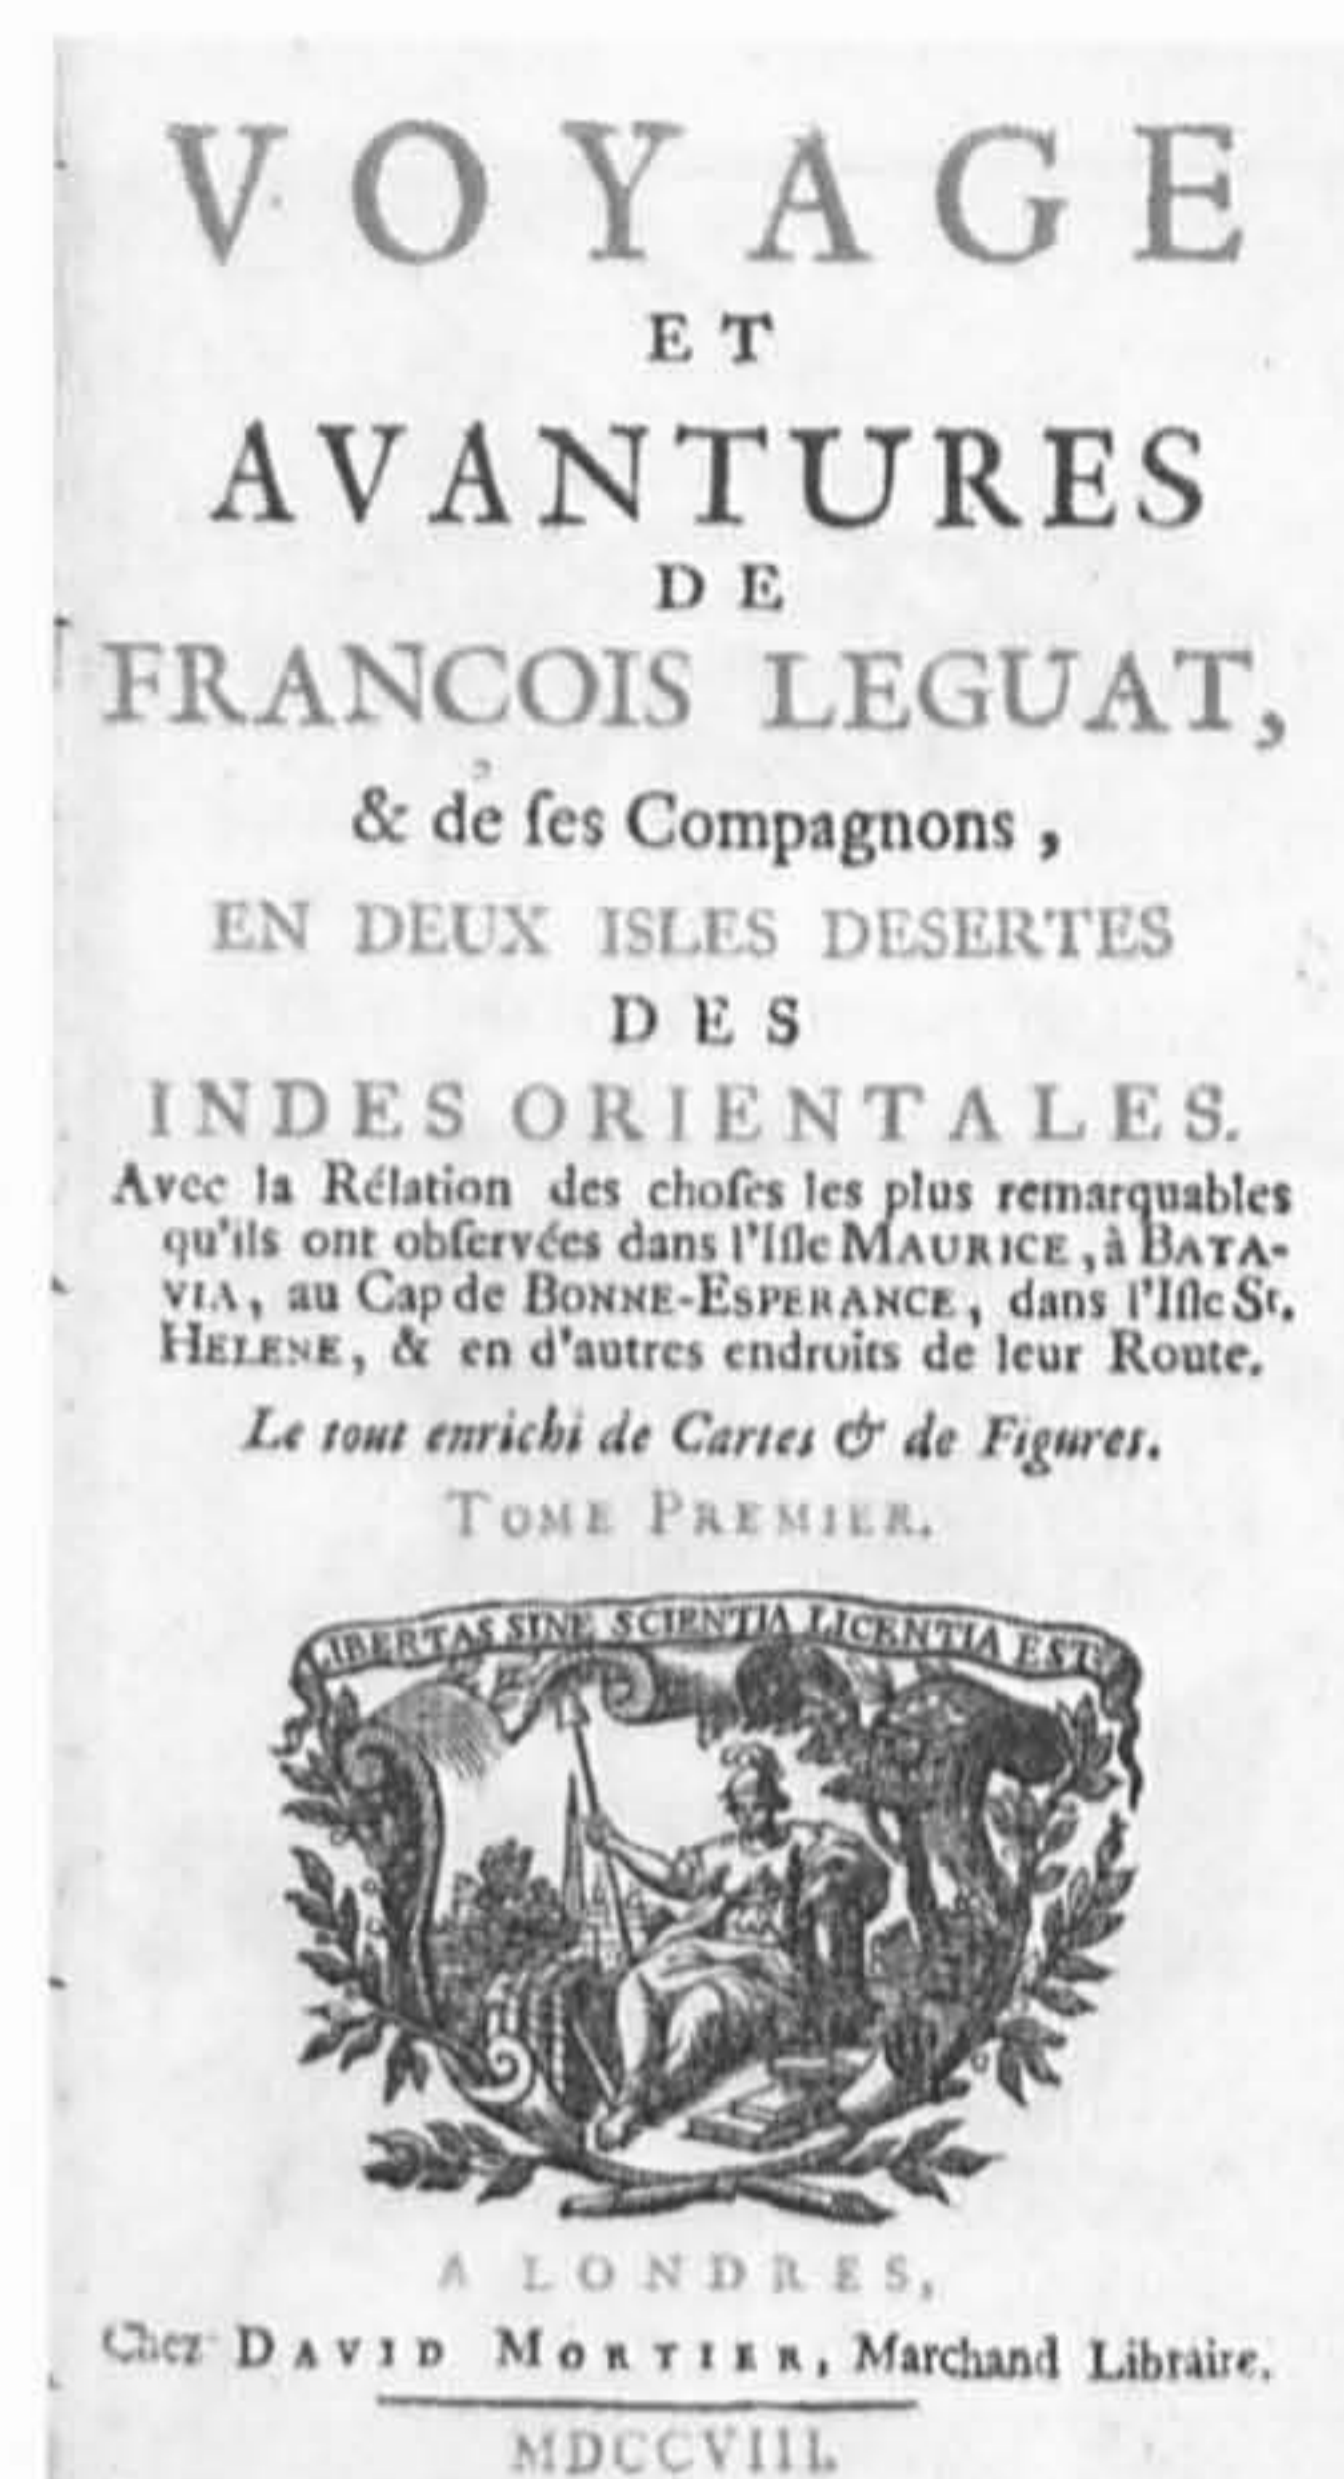 VOYAGE
ET
AVANTURES
DE
FRANÇOIS LEGUAT,
& de ſes Compagnons,
EN DEUX ISLES DESERTES
DES
INDES ORIENTALES.
Avec la Rélation des choſes les plus remarquables
qu'ils ont obſervées dans l'Iſle MAURICE, à BATA-
VIA, au Cap de BONNE-ESPERANCE, dans l'Iſle St.
HELENE, & en d'autres endroits de leur Route.
Le tout enrichi de Cartes & de Figures.
TOME PREMIER.
LIBERTAS SINE SCIENTIA LICENTIA EST
A LONDRES,
Chez DAVID MORTIER, Marchand Libraire.
MDCCVIII.